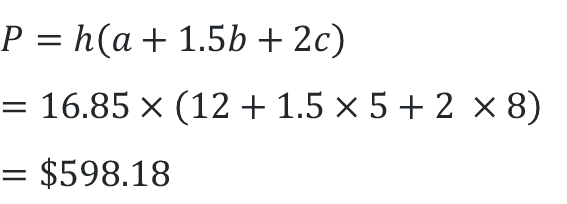 P = h(a + 1.5b + 2c)
= 16.85 × (12 + 1.5 × 5 + 2 × 8)
= $598.18